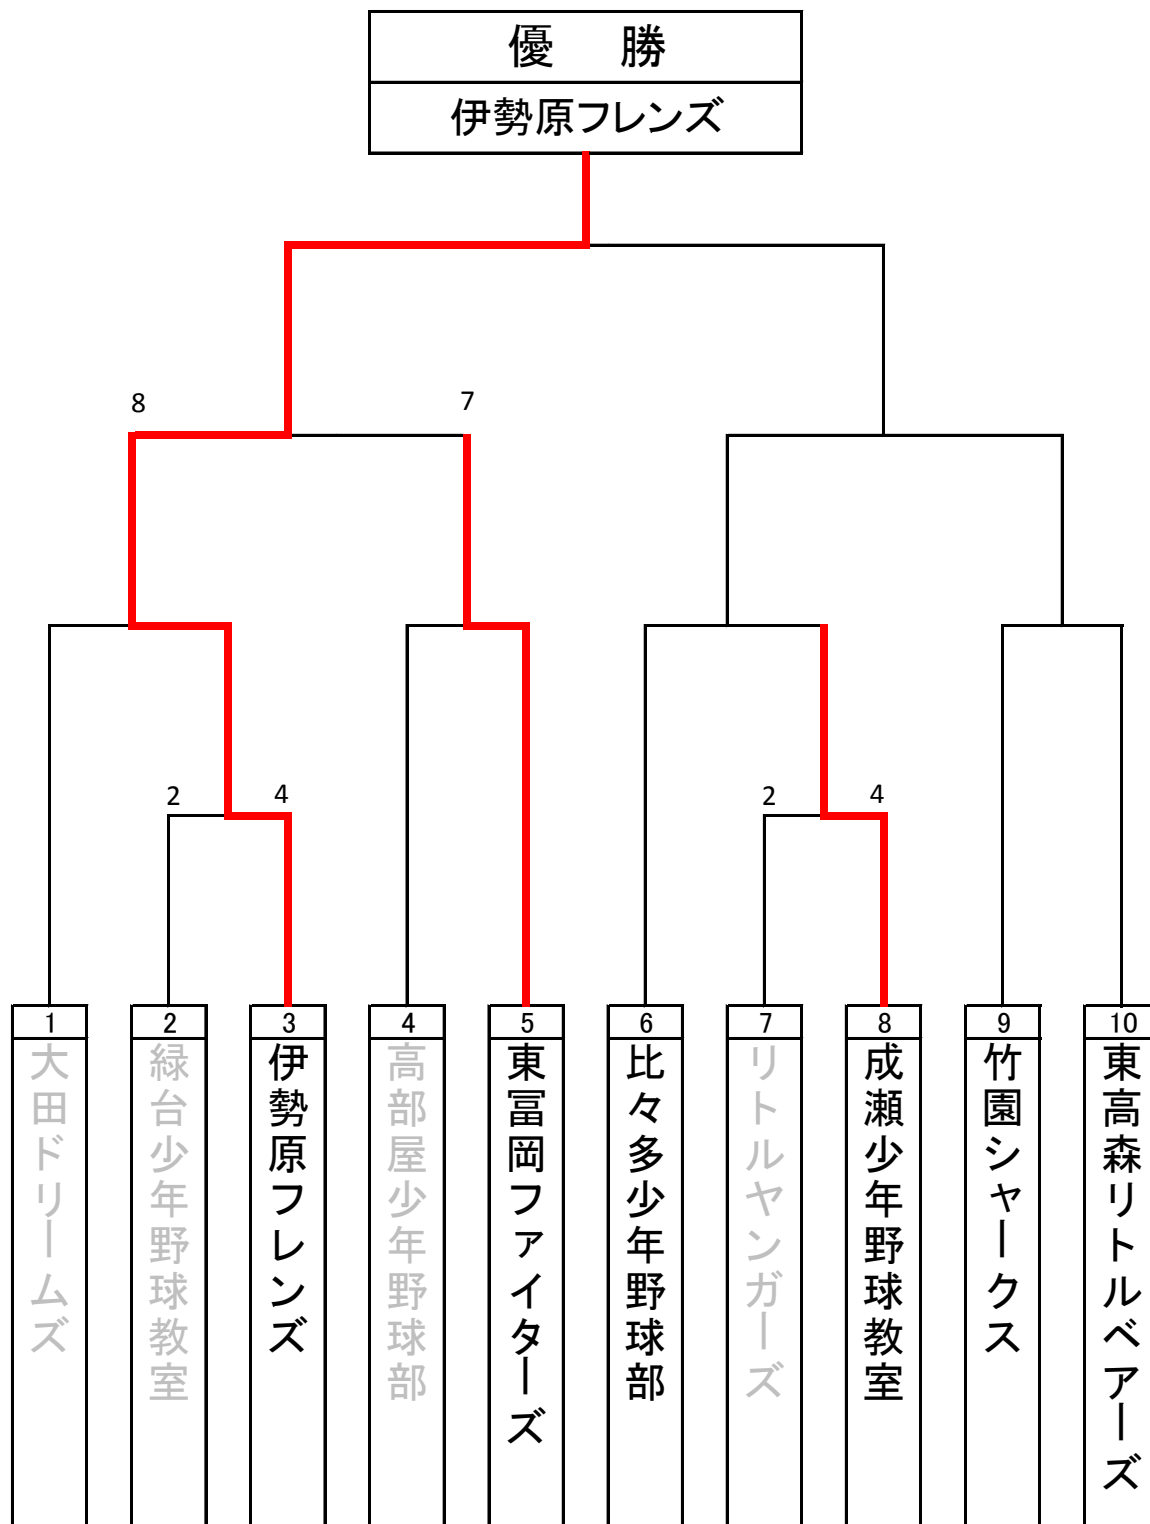 優　勝
伊勢原フレンズ
8
7
2
4
2
4
1
大田ドリームズ
2
緑台少年野球教室
3
伊勢原フレンズ
4
高部屋少年野球部
5
東冨岡ファイターズ
6
比々多少年野球部
7
リトルヤンガーズ
8
成瀬少年野球教室
9
竹園シャークス
10
東高森リトルベアーズ